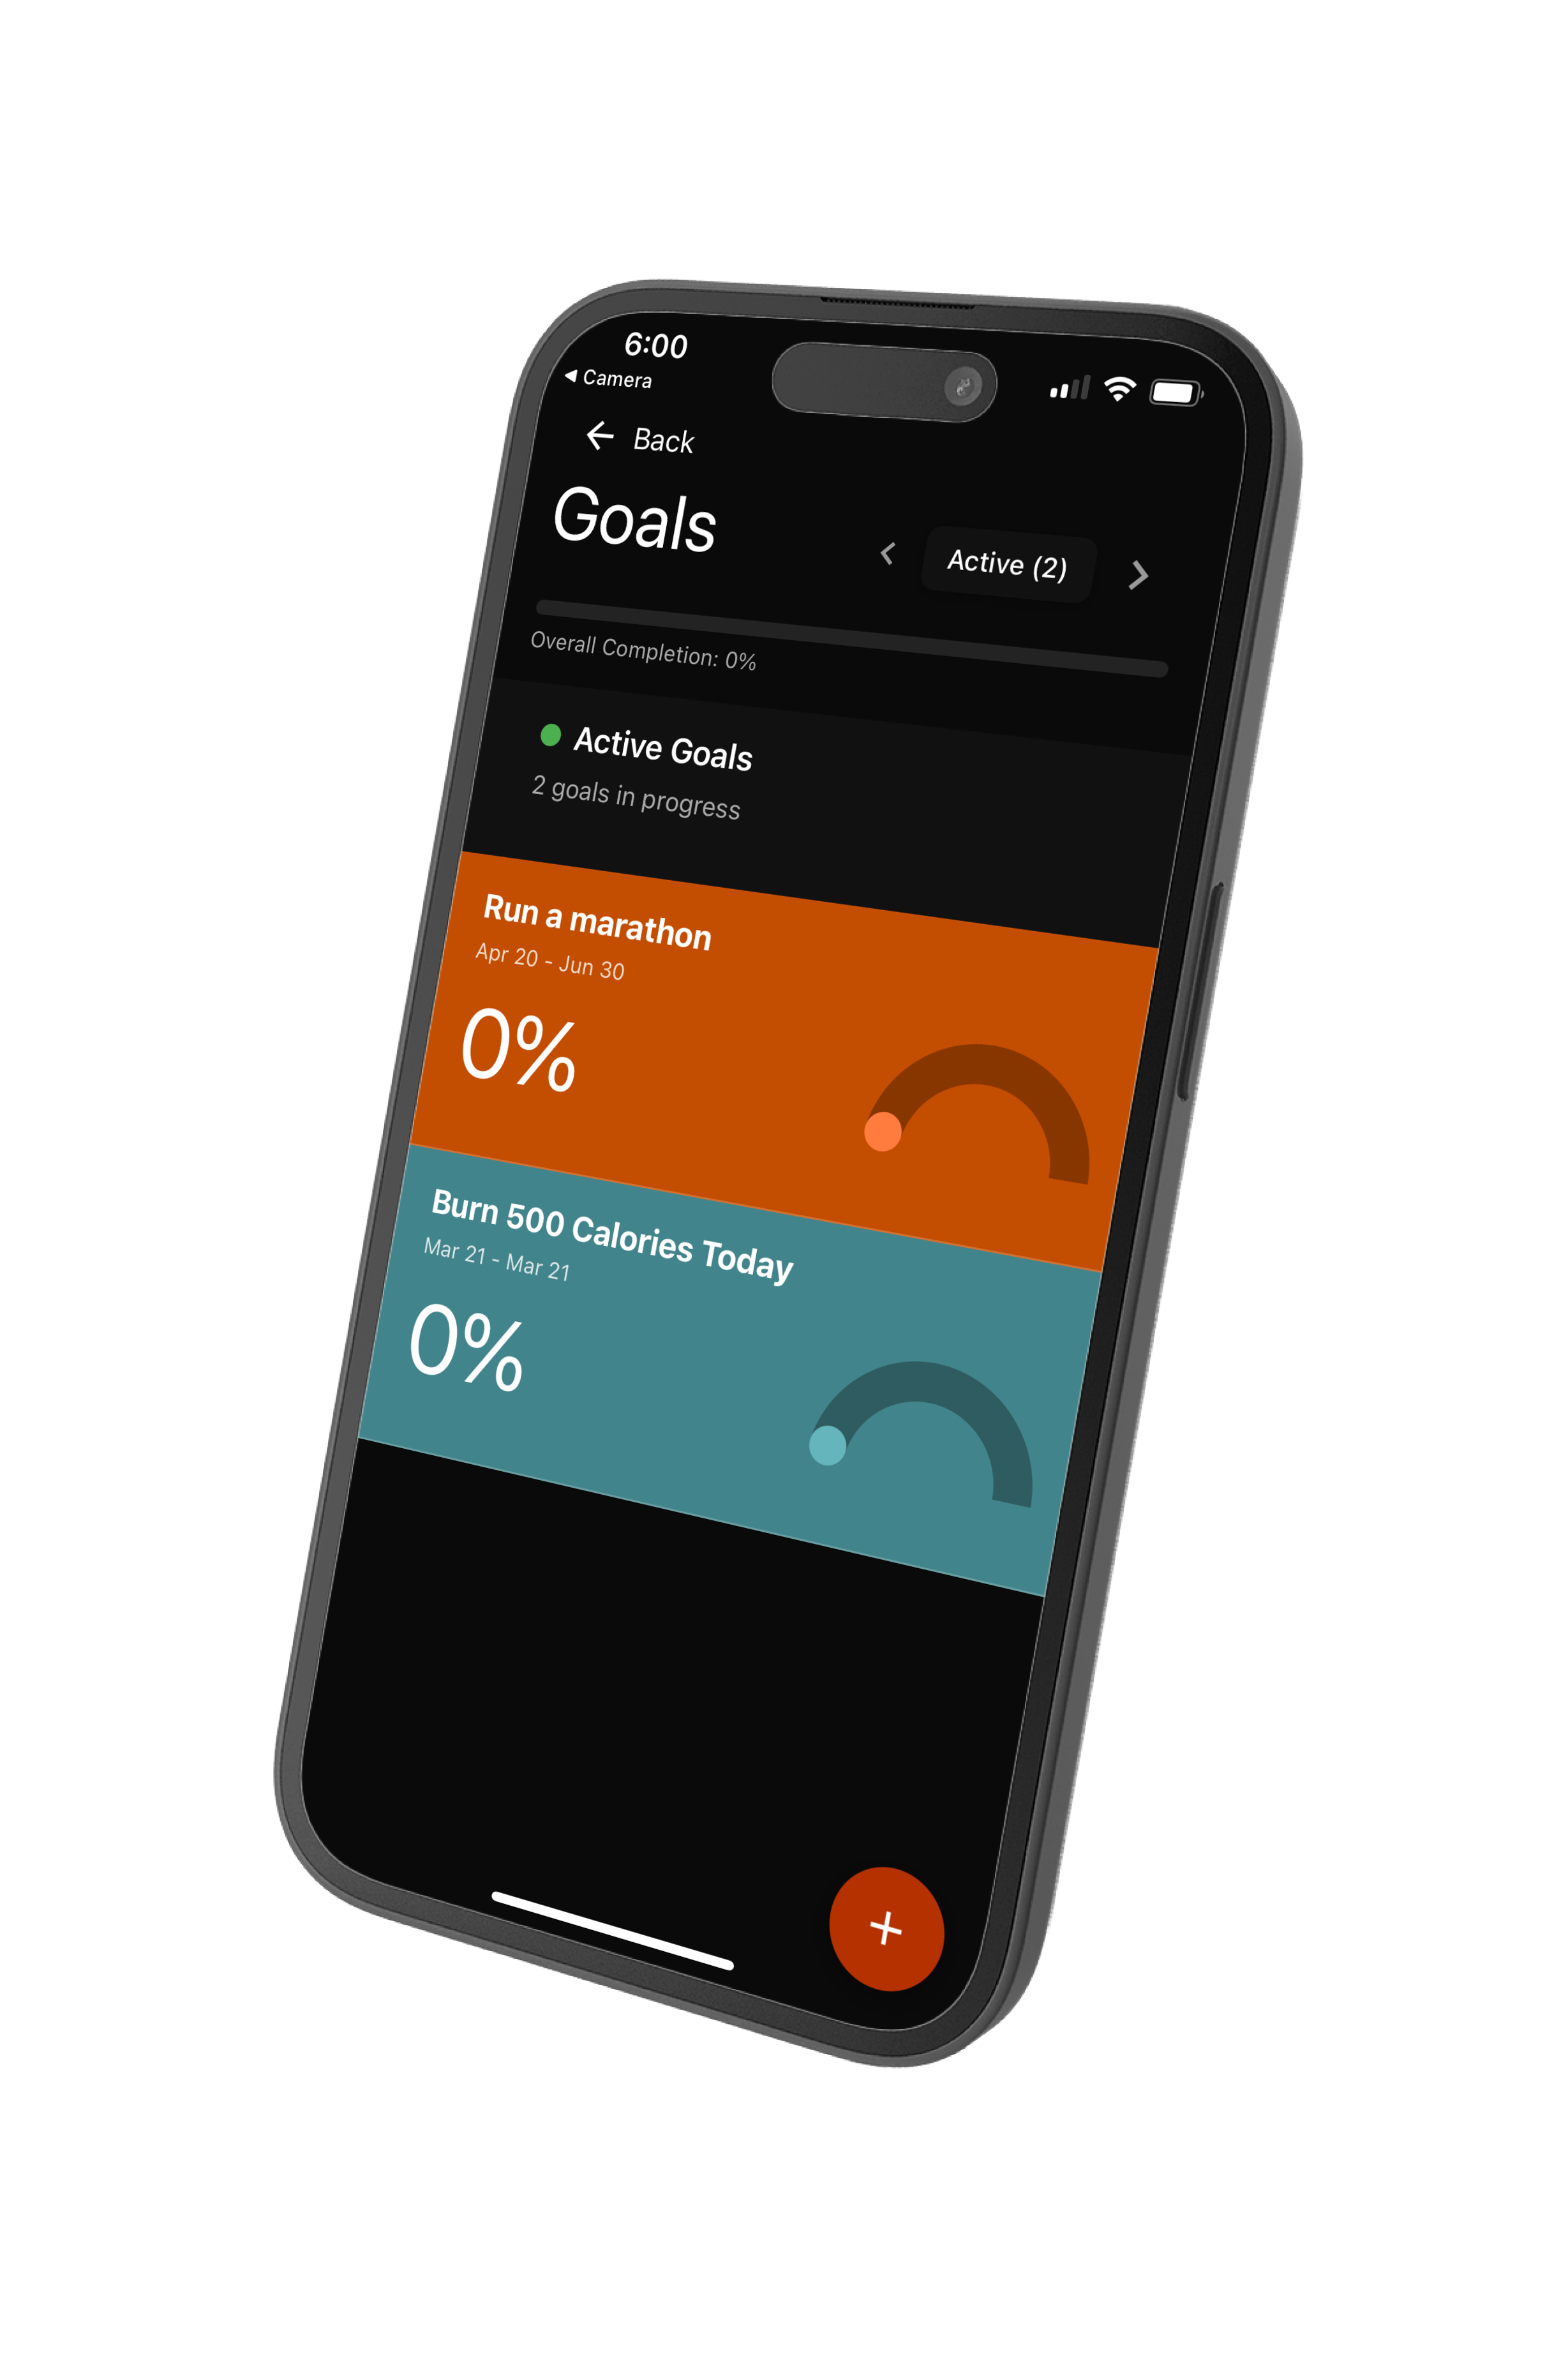 6:00
◀ Camera
← Back
Goals
Active (2)
Overall Completion: 0%
Active Goals
2 goals in progress
Run a marathon
Apr 20 - Jun 30
0%
Burn 500 Calories Today
Mar 21 - Mar 21
0%
+